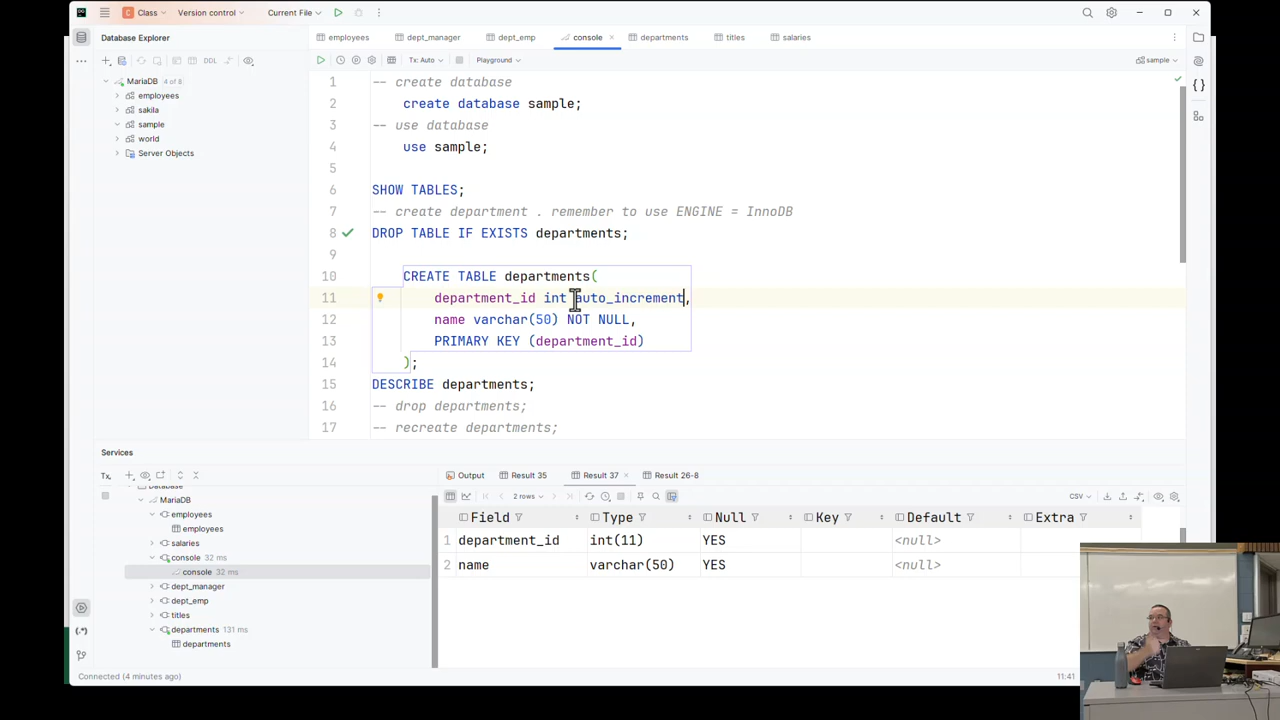 C Class Version control Current File
Database Explorer
employees dept_manager dept_emp console departments titles salaries
DDL Tx: Auto Playground sample
MariaDB 4 of 8
employees
sakila
sample
world
Server Objects
1 -- create database
2 create database sample;
3 -- use database
4 use sample;
5
6 SHOW TABLES;
7 -- create department . remember to use ENGINE = InnoDB
8 DROP TABLE IF EXISTS departments;
9
10 CREATE TABLE departments(
11 department_id int auto_increment,
12 name varchar(50) NOT NULL,
13 PRIMARY KEY (department_id)
14 );
15 DESCRIBE departments;
16 -- drop departments;
17 -- recreate departments;
Services
Tx
Database
MariaDB
employees
employees
salaries
console 32 ms
console 32 ms
dept_manager
dept_emp
titles
departments 131 ms
departments
Output Result 35 Result 37 Result 26-8
2 rows CSV
Field Type Null Key Default Extra
1 department_id int(11) YES <null>
2 name varchar(50) YES <null>
Connected (4 minutes ago) 11:41